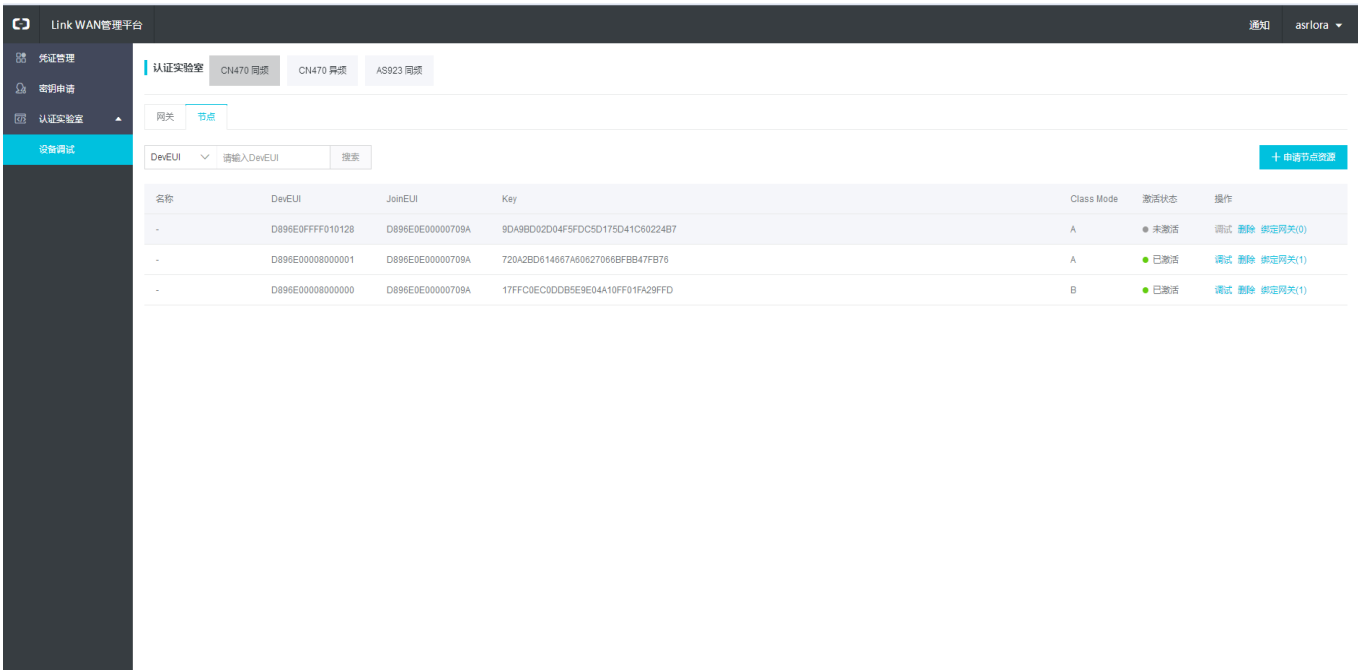 Link WAN管理平台 通知 asrlora
凭证管理
密钥申请
认证实验室
设备调试
认证实验室 CN470 同频 CN470 异频 AS923 同频
网关 节点
DevEUI 请输入DevEUI 搜索 + 申请节点资源
名称 DevEUI JoinEUI Key Class Mode 激活状态 操作
- D896E0FFFF010128 D896E0E00000709A 9DA9BD02D04F5FDC5D175D41C60224B7 A 未激活 调试 删除 绑定网关(0)
- D896E00008000001 D896E0E00000709A 720A2BD614667A60627066BFBB47FB76 A 已激活 调试 删除 绑定网关(1)
- D896E00008000000 D896E0E00000709A 17FFC0EC0DDB5E9E04A10FF01FA29FFD B 已激活 调试 删除 绑定网关(1)